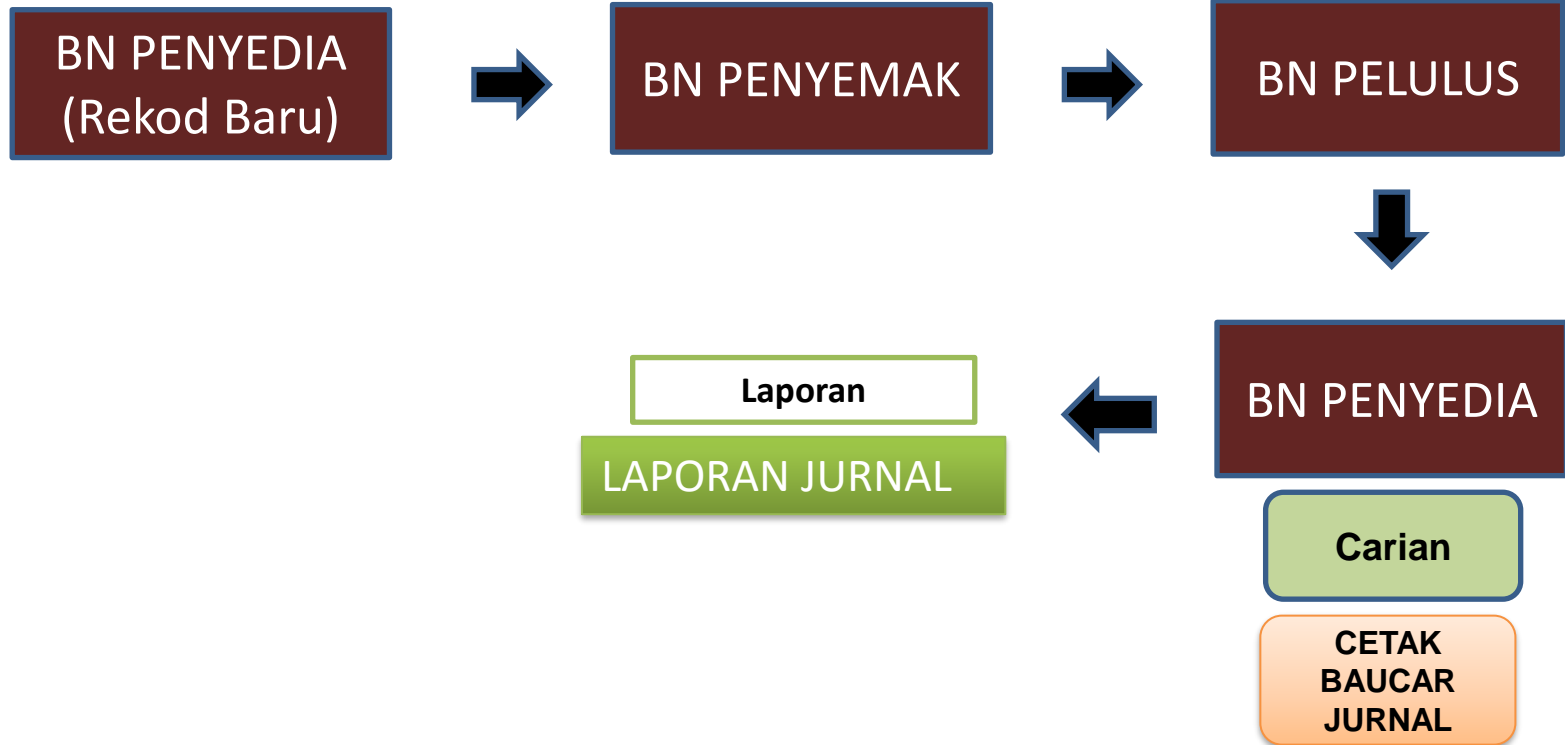 BN PENYEDIA
(Rekod Baru)
BN PENYEMAK
BN PELULUS
BN PENYEDIA
Carian
CETAK
BAUCAR
JURNAL
Laporan
LAPORAN JURNAL